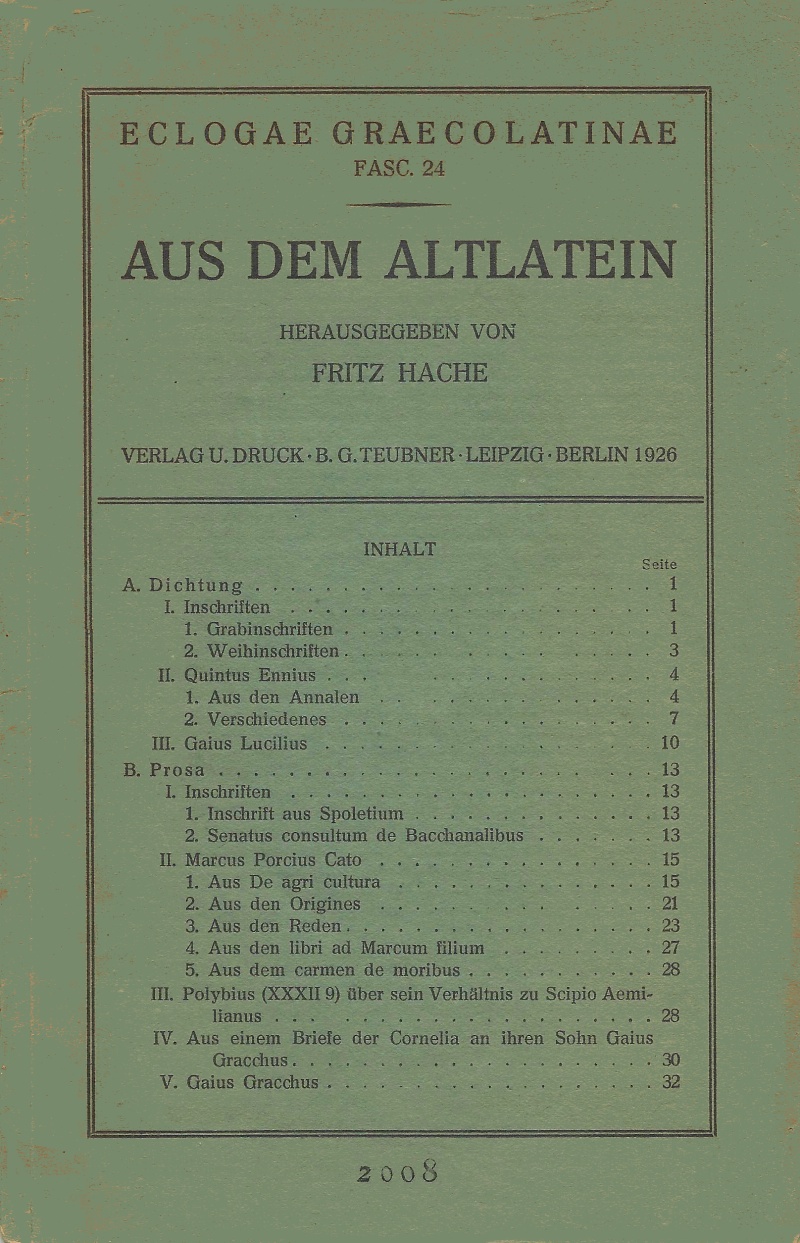 ECLOGAE GRAECOLATINAE
FASC. 24
AUS DEM ALTLATEIN
HERAUSGEGEBEN VON
FRITZ HACHE
VERLAG U. DRUCK · B. G. TEUBNER · LEIPZIG · BERLIN 1926
INHALT
Seite
A. Dichtung . . . . . . . . . . . . . . . . . . . . . . . 1
I. Inschriften . . . . . . . . . . . . . . . . . . . . . 1
1. Grabinschriften . . . . . . . . . . . . . . . . . . 1
2. Weihinschriften . . . . . . . . . . . . . . . . . . 3
II. Quintus Ennius . . . . . . . . . . . . . . . . . . 4
1. Aus den Annalen . . . . . . . . . . . . . . . . 4
2. Verschiedenes . . . . . . . . . . . . . . . . . . 7
III. Gaius Lucilius . . . . . . . . . . . . . . . . . . 10
B. Prosa . . . . . . . . . . . . . . . . . . . . . . . . 13
I. Inschriften . . . . . . . . . . . . . . . . . . . . . 13
1. Inschrift aus Spoletium . . . . . . . . . . . . . 13
2. Senatus consultum de Bacchanalibus . . . . . . . 13
II. Marcus Porcius Cato . . . . . . . . . . . . . . . 15
1. Aus De agri cultura . . . . . . . . . . . . . . . 15
2. Aus den Origines . . . . . . . . . . . . . . . . 21
3. Aus den Reden . . . . . . . . . . . . . . . . . . 23
4. Aus den libri ad Marcum filium . . . . . . . . . 27
5. Aus dem carmen de moribus . . . . . . . . . . . 28
III. Polybius (XXXII 9) über sein Verhältnis zu Scipio Aemi-
lianus . . . . . . . . . . . . . . . . . . . . . 28
IV. Aus einem Briefe der Cornelia an ihren Sohn Gaius
Gracchus . . . . . . . . . . . . . . . . . . . . 30
V. Gaius Gracchus . . . . . . . . . . . . . . . . . . 32
2008